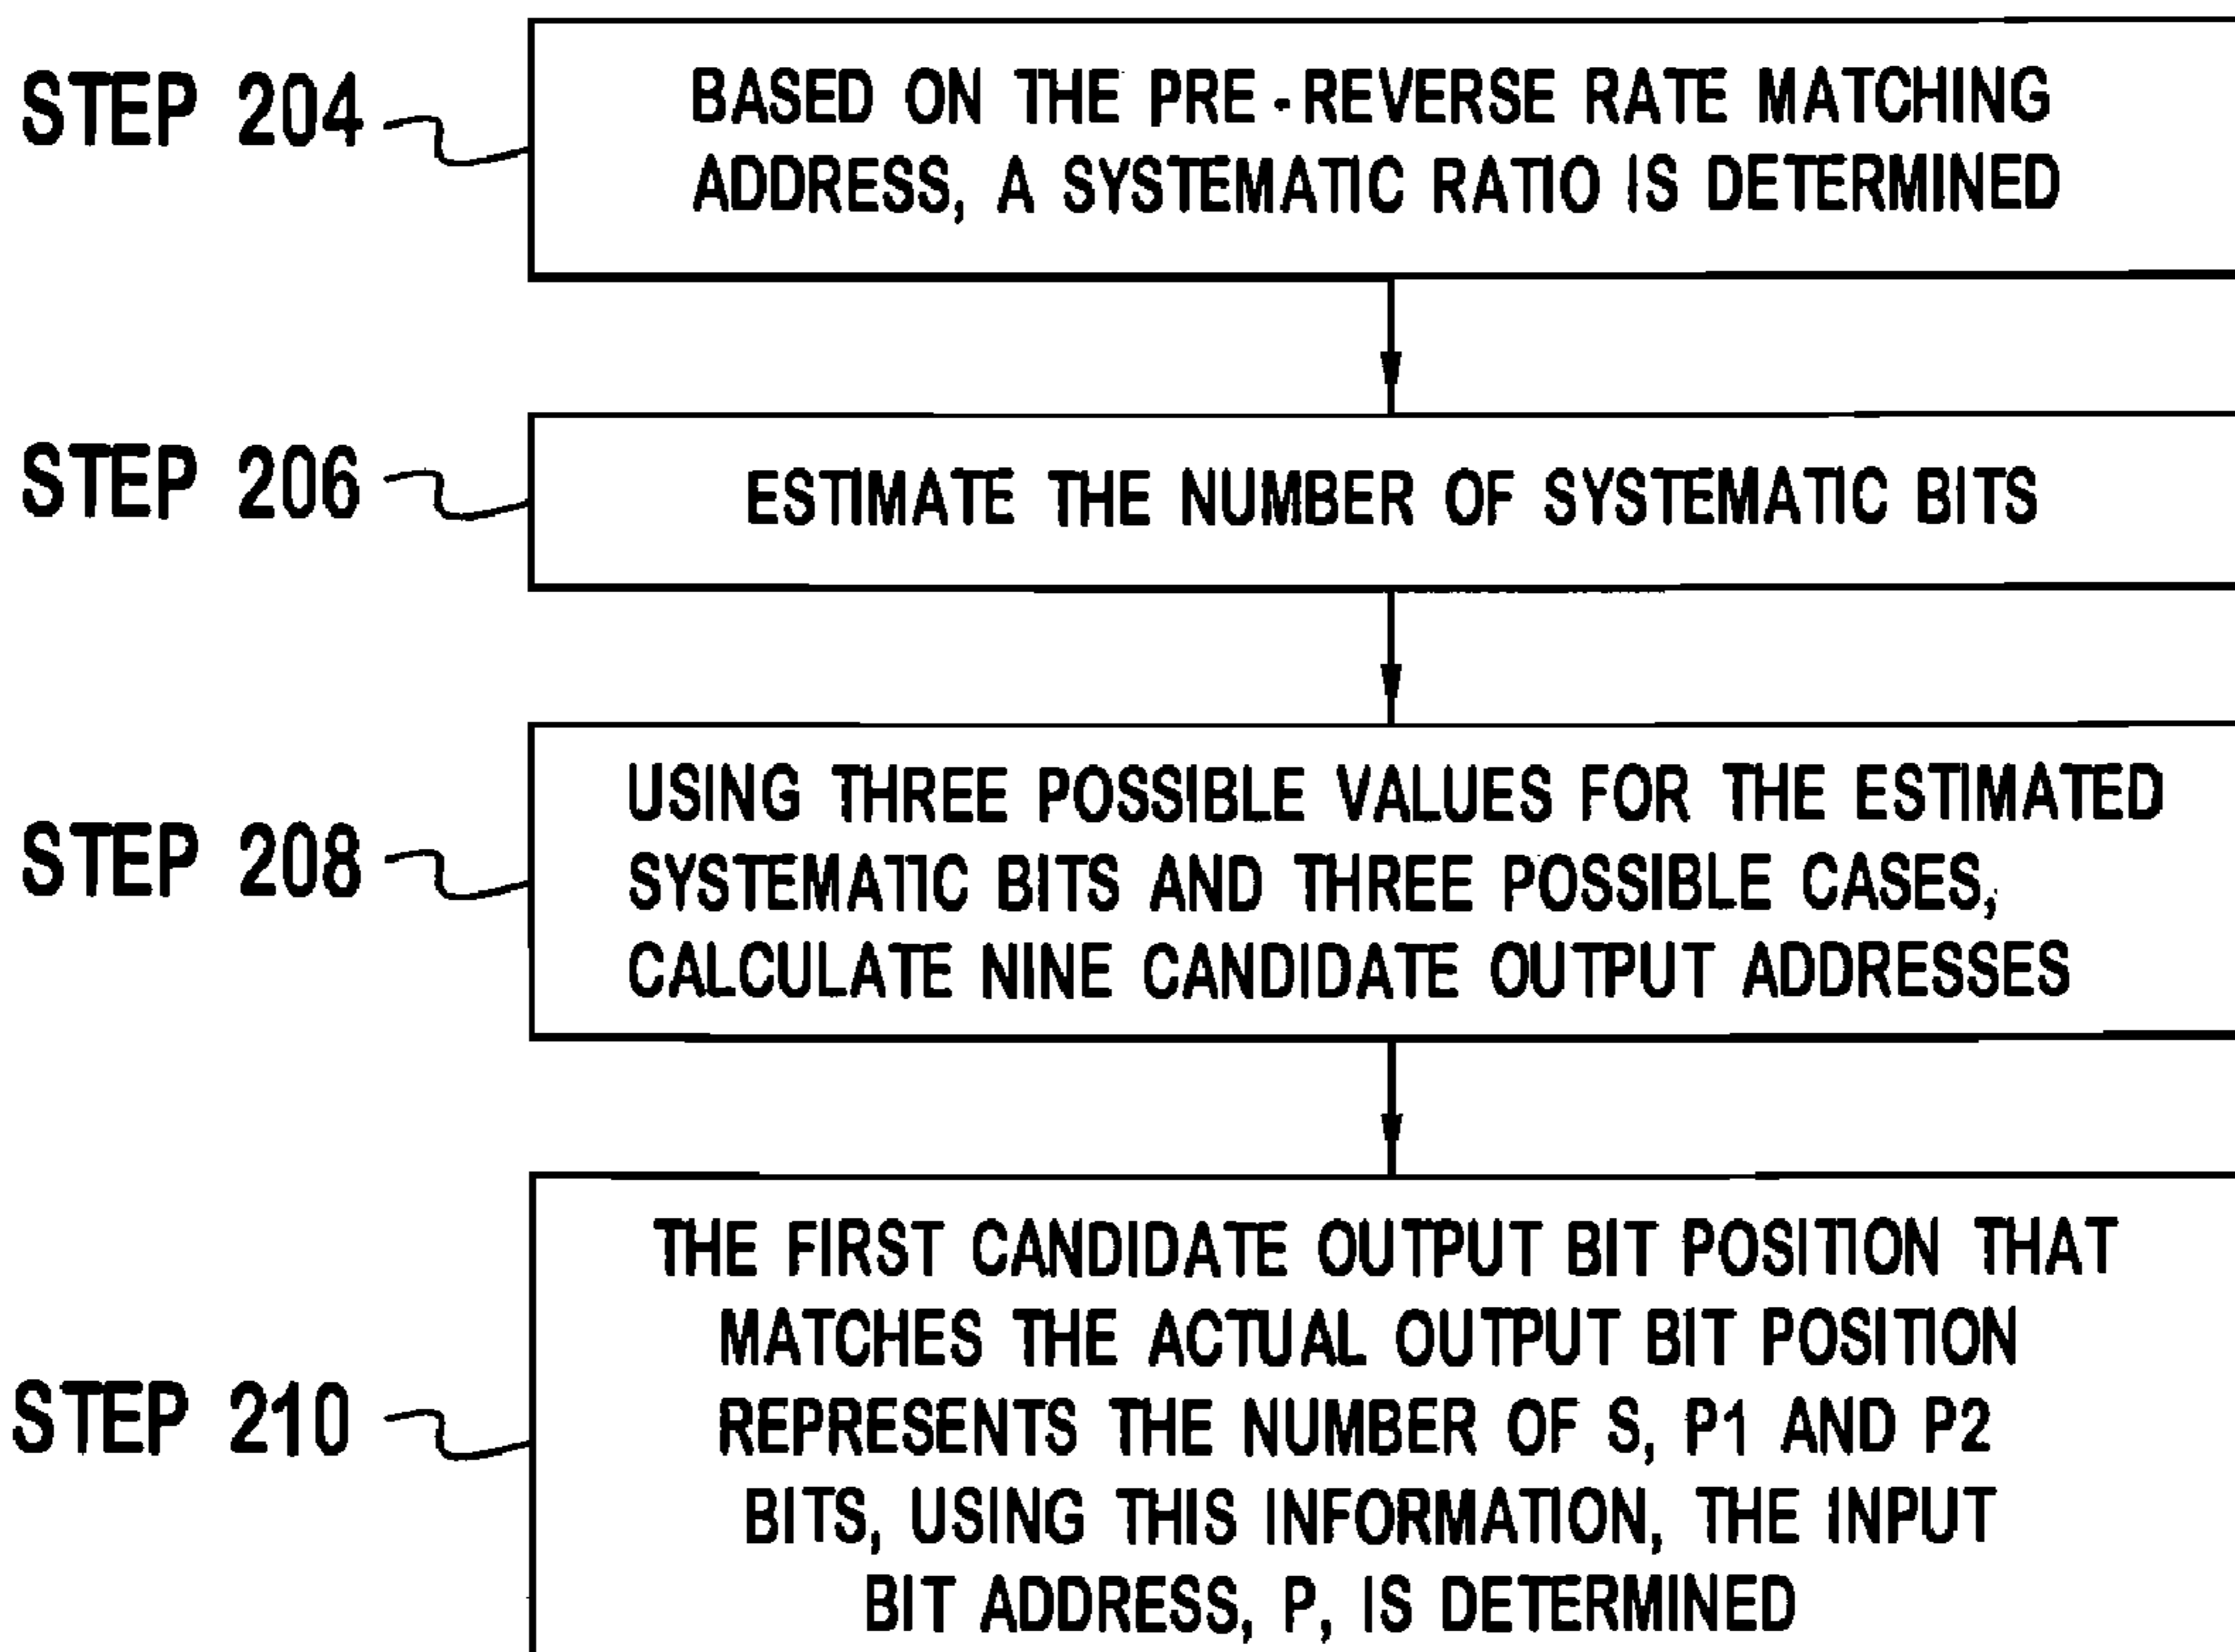 STEP 204
BASED ON THE PRE-REVERSE RATE MATCHING
ADDRESS, A SYSTEMATIC RATIO IS DETERMINED
STEP 206
ESTIMATE THE NUMBER OF SYSTEMATIC BITS
STEP 208
USING THREE POSSIBLE VALUES FOR THE ESTIMATED
SYSTEMATIC BITS AND THREE POSSIBLE CASES,
CALCULATE NINE CANDIDATE OUTPUT ADDRESSES
STEP 210
THE FIRST CANDIDATE OUTPUT BIT POSITION THAT
MATCHES THE ACTUAL OUTPUT BIT POSITION
REPRESENTS THE NUMBER OF S, P1 AND P2
BITS, USING THIS INFORMATION, THE INPUT
BIT ADDRESS, P, IS DETERMINED